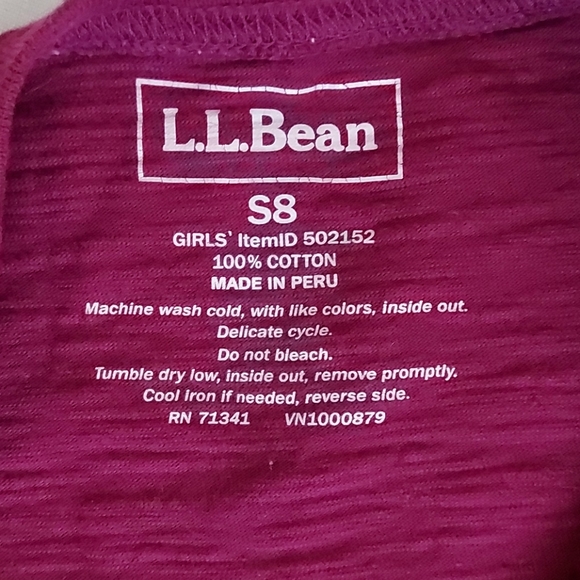 L.L.Bean
S8
GIRLS' ItemID 502152
100% COTTON
MADE IN PERU
Machine wash cold, with like colors, inside out.
Delicate cycle.
Do not bleach.
Tumble dry low, inside out, remove promptly.
Cool iron if needed, reverse side.
RN 71341 VN1000879